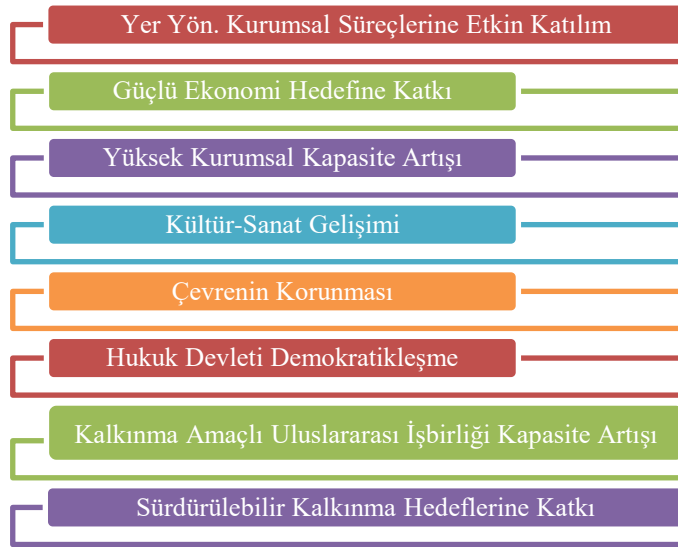 Yer Yön. Kurumsal Süreçlerine Etkin Katılım
Güçlü Ekonomi Hedefine Katkı
Yüksek Kurumsal Kapasite Artışı
Kültür-Sanat Gelişimi
Çevrenin Korunması
Hukuk Devleti Demokratikleşme
Kalkınma Amaçlı Uluslararası İşbirliği Kapasite Artışı
Sürdürülebilir Kalkınma Hedeflerine Katkı